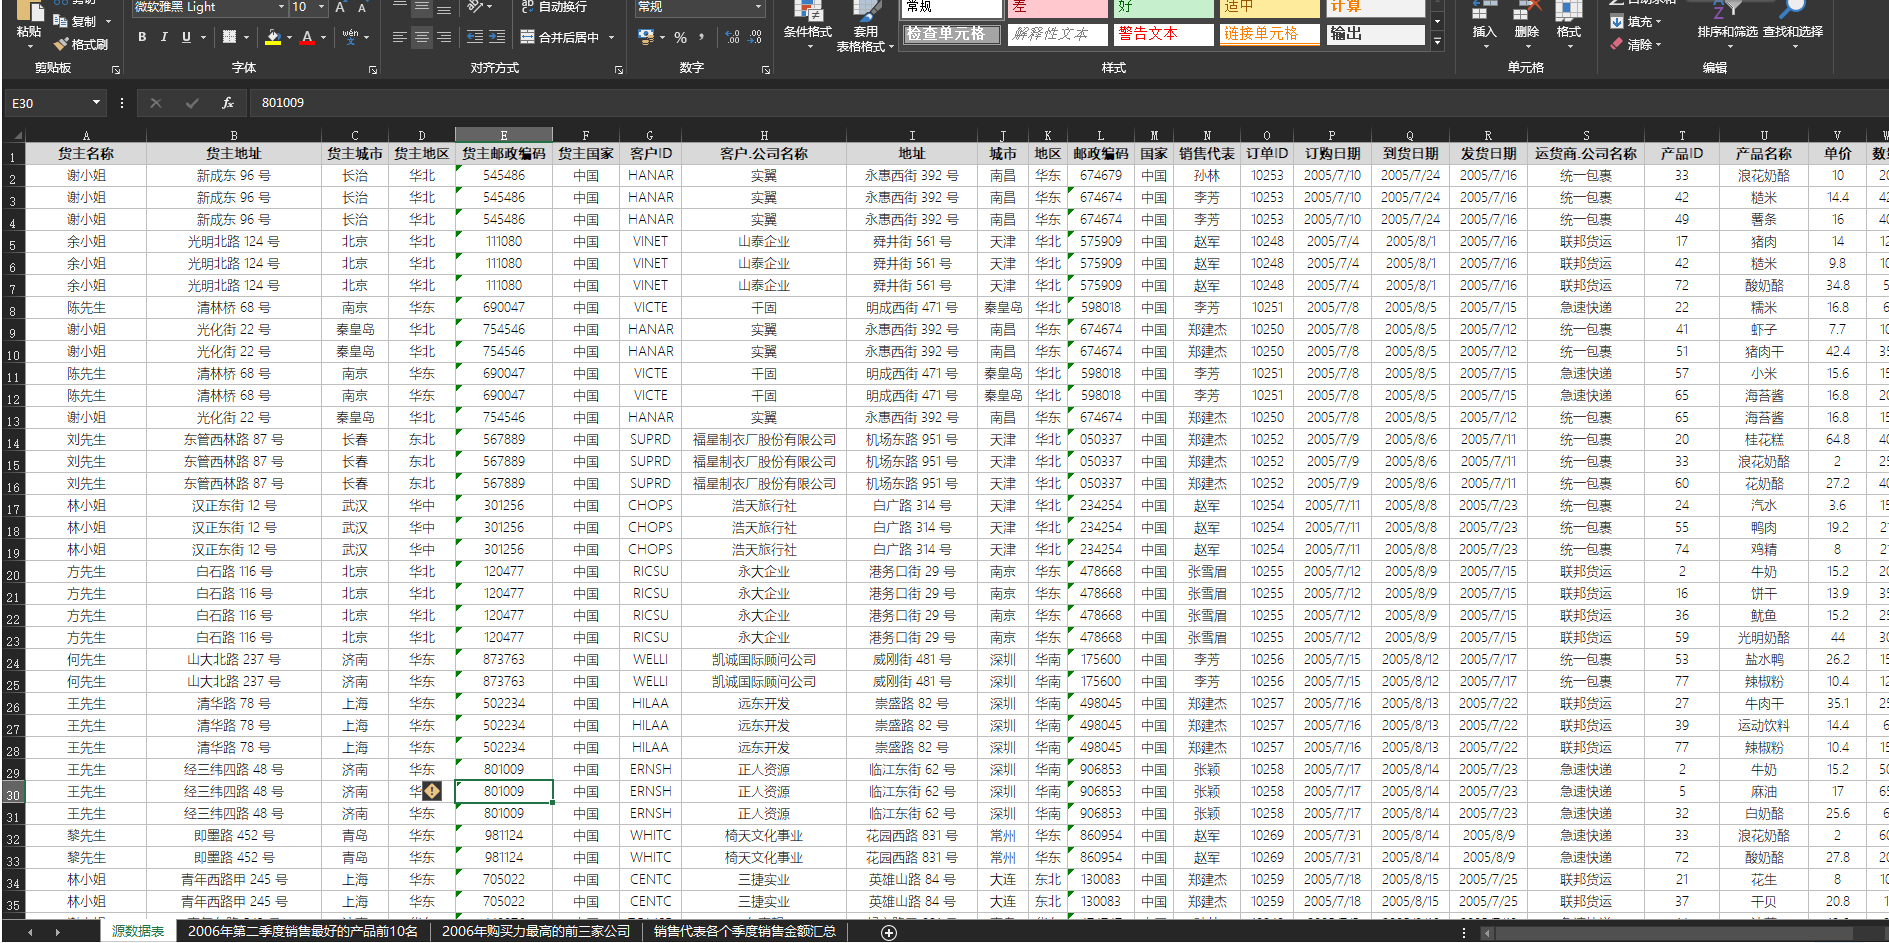 粘贴 剪切 微软雅黑 Light 10 A A 自动换行 常规 条件格式 套用 常规 差 好 适中 计算 插入 删除 格式 自动求和 排序和筛选 查找和选择
复制 B I U A wén 合并后居中 % , 表格格式 检查单元格 解释性文本 警告文本 链接单元格 输出 填充
格式刷 清除
剪贴板 字体 对齐方式 数字 样式 单元格 编辑
E30 fx 801009
A B C D E F G H I J K L M N O P Q R S T U V W
1 货主名称 货主地址 货主城市 货主地区 货主邮政编码 货主国家 客户ID 客户.公司名称 地址 城市 地区 邮政编码 国家 销售代表 订单ID 订购日期 到货日期 发货日期 运货商.公司名称 产品ID 产品名称 单价
2 谢小姐 新成东 96 号 长治 华北 545486 中国 HANAR 实翼 永惠西街 392 号 南昌 华东 674679 中国 孙林 10253 2005/7/10 2005/7/24 2005/7/16 统一包裹 33 浪花奶酪 10
3 谢小姐 新成东 96 号 长治 华北 545486 中国 HANAR 实翼 永惠西街 392 号 南昌 华东 674674 中国 李芳 10253 2005/7/10 2005/7/24 2005/7/16 统一包裹 42 糙米 14.4
4 谢小姐 新成东 96 号 长治 华北 545486 中国 HANAR 实翼 永惠西街 392 号 南昌 华东 674674 中国 李芳 10253 2005/7/10 2005/7/24 2005/7/16 统一包裹 49 薯条 16
5 余小姐 光明北路 124 号 北京 华北 111080 中国 VINET 山泰企业 舜井街 561 号 天津 华北 575909 中国 赵军 10248 2005/7/4 2005/8/1 2005/7/16 联邦货运 17 猪肉 14
6 余小姐 光明北路 124 号 北京 华北 111080 中国 VINET 山泰企业 舜井街 561 号 天津 华北 575909 中国 赵军 10248 2005/7/4 2005/8/1 2005/7/16 联邦货运 42 糙米 9.8
7 余小姐 光明北路 124 号 北京 华北 111080 中国 VINET 山泰企业 舜井街 561 号 天津 华北 575909 中国 赵军 10248 2005/7/4 2005/8/1 2005/7/16 联邦货运 72 酸奶酪 34.8
8 陈先生 清林桥 68 号 南京 华东 690047 中国 VICTE 千固 明成西街 471 号 秦皇岛 华北 598018 中国 李芳 10251 2005/7/8 2005/8/5 2005/7/15 急速快递 22 糯米 16.8
9 谢小姐 光化街 22 号 秦皇岛 华北 754546 中国 HANAR 实翼 永惠西街 392 号 南昌 华东 674674 中国 郑建杰 10250 2005/7/8 2005/8/5 2005/7/12 统一包裹 41 虾子 7.7
10 谢小姐 光化街 22 号 秦皇岛 华北 754546 中国 HANAR 实翼 永惠西街 392 号 南昌 华东 674674 中国 郑建杰 10250 2005/7/8 2005/8/5 2005/7/12 统一包裹 51 猪肉干 42.4
11 陈先生 清林桥 68 号 南京 华东 690047 中国 VICTE 千固 明成西街 471 号 秦皇岛 华北 598018 中国 李芳 10251 2005/7/8 2005/8/5 2005/7/15 急速快递 57 小米 15.6
12 陈先生 清林桥 68 号 南京 华东 690047 中国 VICTE 千固 明成西街 471 号 秦皇岛 华北 598018 中国 李芳 10251 2005/7/8 2005/8/5 2005/7/15 急速快递 65 海苔酱 16.8
13 谢小姐 光化街 22 号 秦皇岛 华北 754546 中国 HANAR 实翼 永惠西街 392 号 南昌 华东 674674 中国 郑建杰 10250 2005/7/8 2005/8/5 2005/7/12 统一包裹 65 海苔酱 16.8
14 刘先生 东管西林路 87 号 长春 东北 567889 中国 SUPRD 福星制衣厂股份有限公司 机场东路 951 号 天津 华北 050337 中国 郑建杰 10252 2005/7/9 2005/8/6 2005/7/11 统一包裹 20 桂花糕 64.8
15 刘先生 东管西林路 87 号 长春 东北 567889 中国 SUPRD 福星制衣厂股份有限公司 机场东路 951 号 天津 华北 050337 中国 郑建杰 10252 2005/7/9 2005/8/6 2005/7/11 统一包裹 33 浪花奶酪 2
16 刘先生 东管西林路 87 号 长春 东北 567889 中国 SUPRD 福星制衣厂股份有限公司 机场东路 951 号 天津 华北 050337 中国 郑建杰 10252 2005/7/9 2005/8/6 2005/7/11 统一包裹 60 花奶酪 27.2
17 林小姐 汉正东街 12 号 武汉 华中 301256 中国 CHOPS 浩天旅行社 白广路 314 号 天津 华北 234254 中国 赵军 10254 2005/7/11 2005/8/8 2005/7/23 统一包裹 24 汽水 3.6
18 林小姐 汉正东街 12 号 武汉 华中 301256 中国 CHOPS 浩天旅行社 白广路 314 号 天津 华北 234254 中国 赵军 10254 2005/7/11 2005/8/8 2005/7/23 统一包裹 55 鸭肉 19.2
19 林小姐 汉正东街 12 号 武汉 华中 301256 中国 CHOPS 浩天旅行社 白广路 314 号 天津 华北 234254 中国 赵军 10254 2005/7/11 2005/8/8 2005/7/23 统一包裹 74 鸡精 8
20 方先生 白石路 116 号 北京 华北 120477 中国 RICSU 永大企业 港务口街 29 号 南京 华东 478668 中国 张雪眉 10255 2005/7/12 2005/8/9 2005/7/15 联邦货运 2 牛奶 15.2
21 方先生 白石路 116 号 北京 华北 120477 中国 RICSU 永大企业 港务口街 29 号 南京 华东 478668 中国 张雪眉 10255 2005/7/12 2005/8/9 2005/7/15 联邦货运 16 饼干 13.9
22 方先生 白石路 116 号 北京 华北 120477 中国 RICSU 永大企业 港务口街 29 号 南京 华东 478668 中国 张雪眉 10255 2005/7/12 2005/8/9 2005/7/15 联邦货运 36 鱿鱼 15.2
23 方先生 白石路 116 号 北京 华北 120477 中国 RICSU 永大企业 港务口街 29 号 南京 华东 478668 中国 张雪眉 10255 2005/7/12 2005/8/9 2005/7/15 联邦货运 59 光明奶酪 44
24 何先生 山大北路 237 号 济南 华东 873763 中国 WELLI 凯诚国际顾问公司 威刚街 481 号 深圳 华南 175600 中国 李芳 10256 2005/7/15 2005/8/12 2005/7/17 统一包裹 53 盐水鸭 26.2
25 何先生 山大北路 237 号 济南 华东 873763 中国 WELLI 凯诚国际顾问公司 威刚街 481 号 深圳 华南 175600 中国 李芳 10256 2005/7/15 2005/8/12 2005/7/17 统一包裹 77 辣椒粉 10.4
26 王先生 清华路 78 号 上海 华东 502234 中国 HILAA 远东开发 崇盛路 82 号 深圳 华南 498045 中国 郑建杰 10257 2005/7/16 2005/8/13 2005/7/22 联邦货运 27 牛肉干 35.1
27 王先生 清华路 78 号 上海 华东 502234 中国 HILAA 远东开发 崇盛路 82 号 深圳 华南 498045 中国 郑建杰 10257 2005/7/16 2005/8/13 2005/7/22 联邦货运 39 运动饮料 14.4
28 王先生 清华路 78 号 上海 华东 502234 中国 HILAA 远东开发 崇盛路 82 号 深圳 华南 498045 中国 郑建杰 10257 2005/7/16 2005/8/13 2005/7/22 联邦货运 77 辣椒粉 10.4
29 王先生 经三纬四路 48 号 济南 华东 801009 中国 ERNSH 正人资源 临江东街 62 号 深圳 华南 906853 中国 张颖 10258 2005/7/17 2005/8/14 2005/7/23 急速快递 2 牛奶 15.2
30 王先生 经三纬四路 48 号 济南 华 801009 中国 ERNSH 正人资源 临江东街 62 号 深圳 华南 906853 中国 张颖 10258 2005/7/17 2005/8/14 2005/7/23 急速快递 5 麻油 17
31 王先生 经三纬四路 48 号 济南 华东 801009 中国 ERNSH 正人资源 临江东街 62 号 深圳 华南 906853 中国 张颖 10258 2005/7/17 2005/8/14 2005/7/23 急速快递 32 白奶酪 25.6
32 黎先生 即墨路 452 号 青岛 华东 981124 中国 WHITC 椅天文化事业 花园西路 831 号 常州 华东 860954 中国 赵军 10269 2005/7/31 2005/8/14 2005/8/9 急速快递 33 浪花奶酪 2
33 黎先生 即墨路 452 号 青岛 华东 981124 中国 WHITC 椅天文化事业 花园西路 831 号 常州 华东 860954 中国 赵军 10269 2005/7/31 2005/8/14 2005/8/9 急速快递 72 酸奶酪 27.8
34 林小姐 青年西路甲 245 号 上海 华东 705022 中国 CENTC 三捷实业 英雄山路 84 号 大连 东北 130083 中国 郑建杰 10259 2005/7/18 2005/8/15 2005/7/25 联邦货运 21 花生 8
35 林小姐 青年西路甲 245 号 上海 华东 705022 中国 CENTC 三捷实业 英雄山路 84 号 大连 东北 130083 中国 郑建杰 10259 2005/7/18 2005/8/15 2005/7/25 联邦货运 37 干贝 20.8
源数据表 2006年第二季度销售最好的产品前10名 2006年购买力最高的前三家公司 销售代表各个季度销售金额汇总